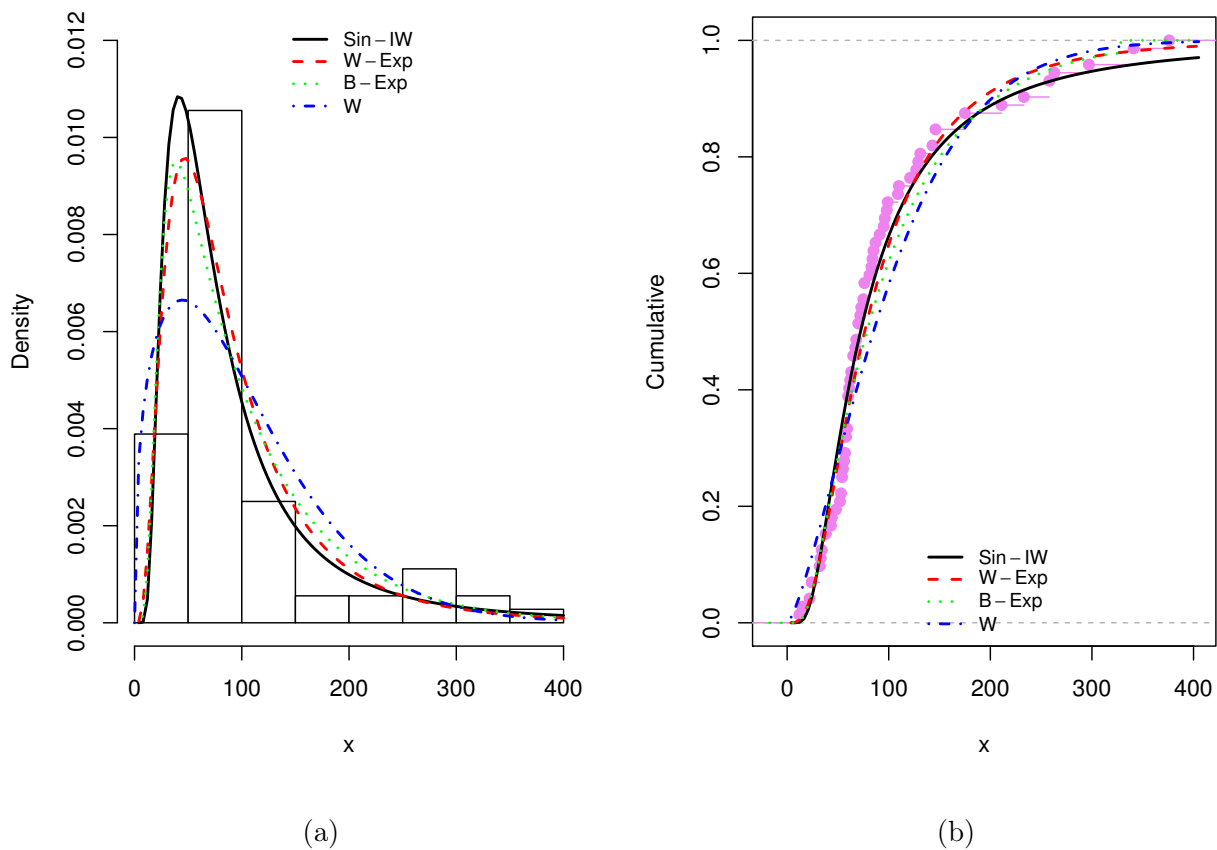 Density
0.000 0.002 0.004 0.006 0.008 0.010 0.012
Sin − IW
W − Exp
B − Exp
W
0 100 200 300 400
x
(a)
Cumulative
0.0 0.2 0.4 0.6 0.8 1.0
Sin − IW
W − Exp
B − Exp
W
0 100 200 300 400
x
(b)